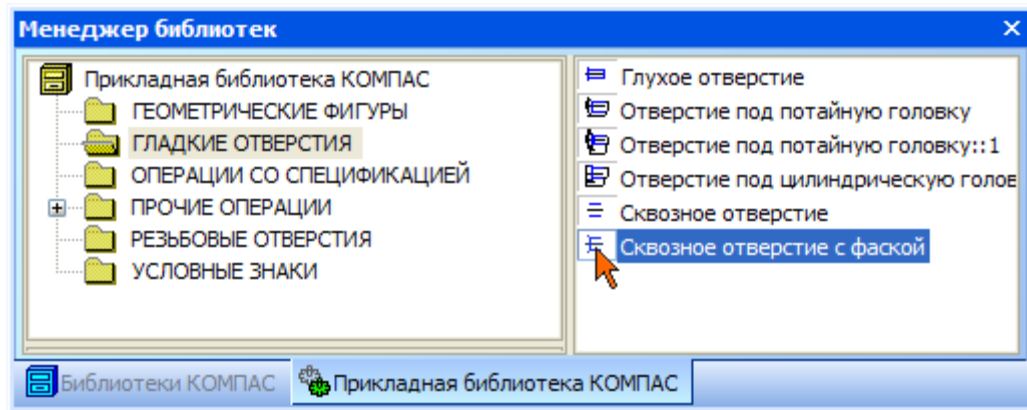 Менеджер библиотек
Прикладная библиотека КОМПАС
ГЕОМЕТРИЧЕСКИЕ ФИГУРЫ
ГЛАДКИЕ ОТВЕРСТИЯ
ОПЕРАЦИИ СО СПЕЦИФИКАЦИЕЙ
ПРОЧИЕ ОПЕРАЦИИ
РЕЗЬБОВЫЕ ОТВЕРСТИЯ
УСЛОВНЫЕ ЗНАКИ
Глухое отверстие
Отверстие под потайную головку
Отверстие под потайную головку::1
Отверстие под цилиндрическую голов
Сквозное отверстие
Сквозное отверстие с фаской
Библиотеки КОМПАС
Прикладная библиотека КОМПАС